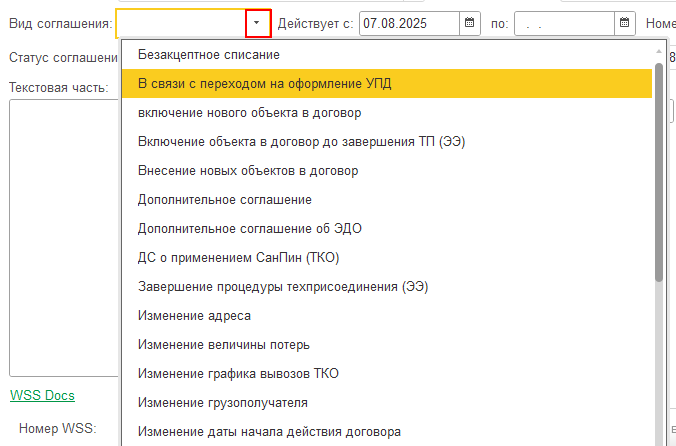 Вид соглашения: Действует с: 07.08.2025 по: . . Номе
Статус соглашени 8
Безакцептное списание
Текстовая часть:
В связи с переходом на оформление УПД
включение нового объекта в договор
Включение объекта в договор до завершения ТП (ЭЭ)
Внесение новых объектов в договор
Дополнительное соглашение
Дополнительное соглашение об ЭДО
ДС о применением СанПин (ТКО)
Завершение процедуры техприсоединения (ЭЭ)
Изменение адреса
Изменение величины потерь
Изменение графика вывозов ТКО
WSS Docs
Изменение грузополучателя
Номер WSS:
Изменение даты начала действия договора